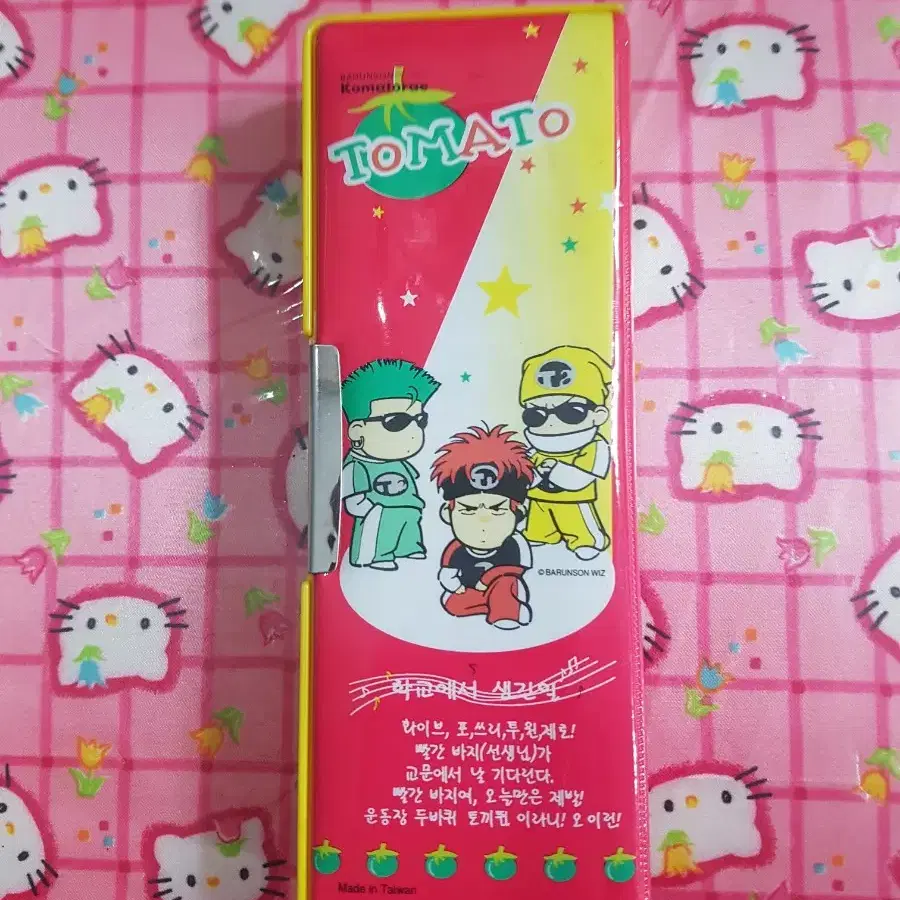 BARUNSON
Komatorae
TOMATO
©BARUNSON WIZ
학교에서 생긴일
화이브, 포,쓰리,투,원,제로!
빨간 바지(선생님)가
교문에서 날 기다린다.
빨간 바지여, 오늘만은 제발!
운동장 두바퀴 토끼뜀 이라니! 오 이런!
Made in Taiwan